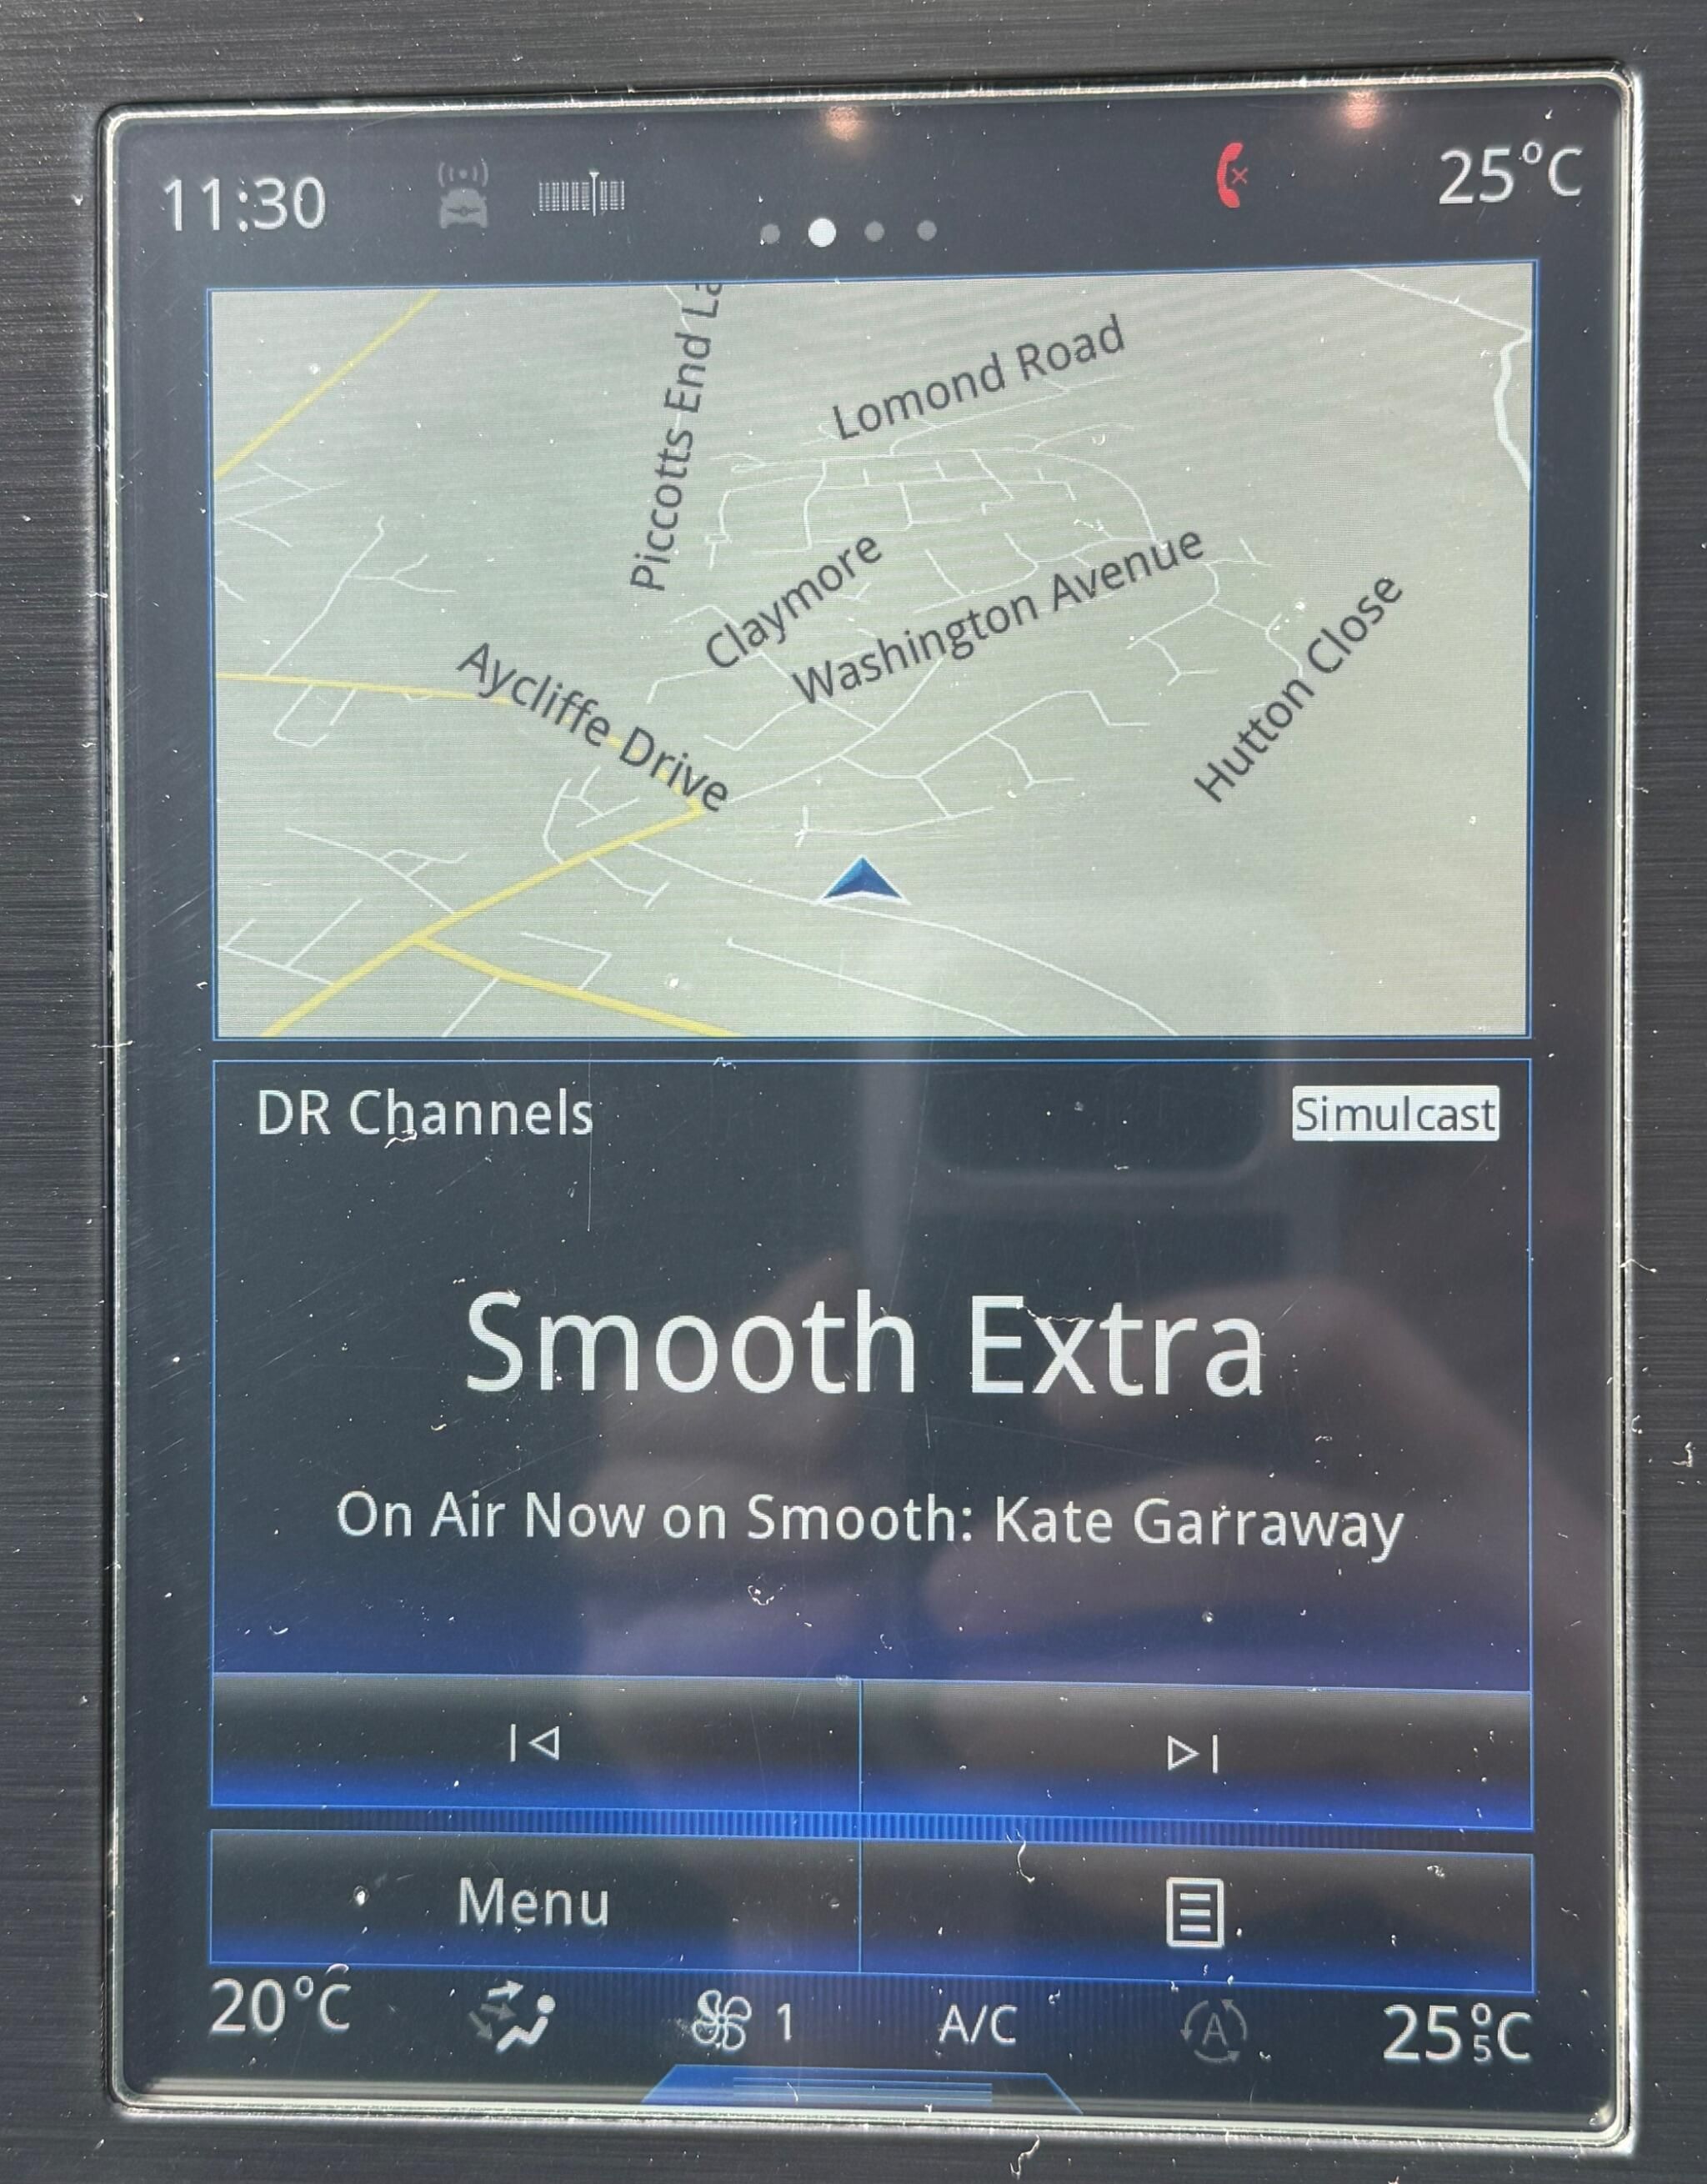 11:30
25°C
Piccotts End La
Lomond Road
Claymore
Washington Avenue
Hutton Close
Aycliffe Drive
DR Channels
Simulcast
Smooth Extra
On Air Now on Smooth: Kate Garraway
Menu
20°C
1
A/C
A
25°5C